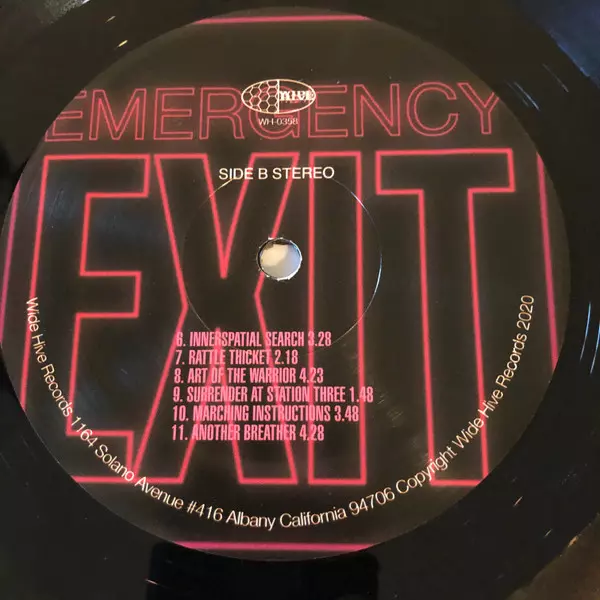 EMERGENCY
WH-0358
SIDE B STEREO
EXIT
6. INNERSPATIAL SEARCH 3.28
7. RATTLE THICKET 2.18
8. ART OF THE WARRIOR 4.23
9. SURRENDER AT STATION THREE 1.48
10. MARCHING INSTRUCTIONS 3.48
11. ANOTHER BREATHER 4.28
Wide Hive Records 1164 Solano Avenue #416 Albany California 94706 Copyright Wide Hive Records 2020